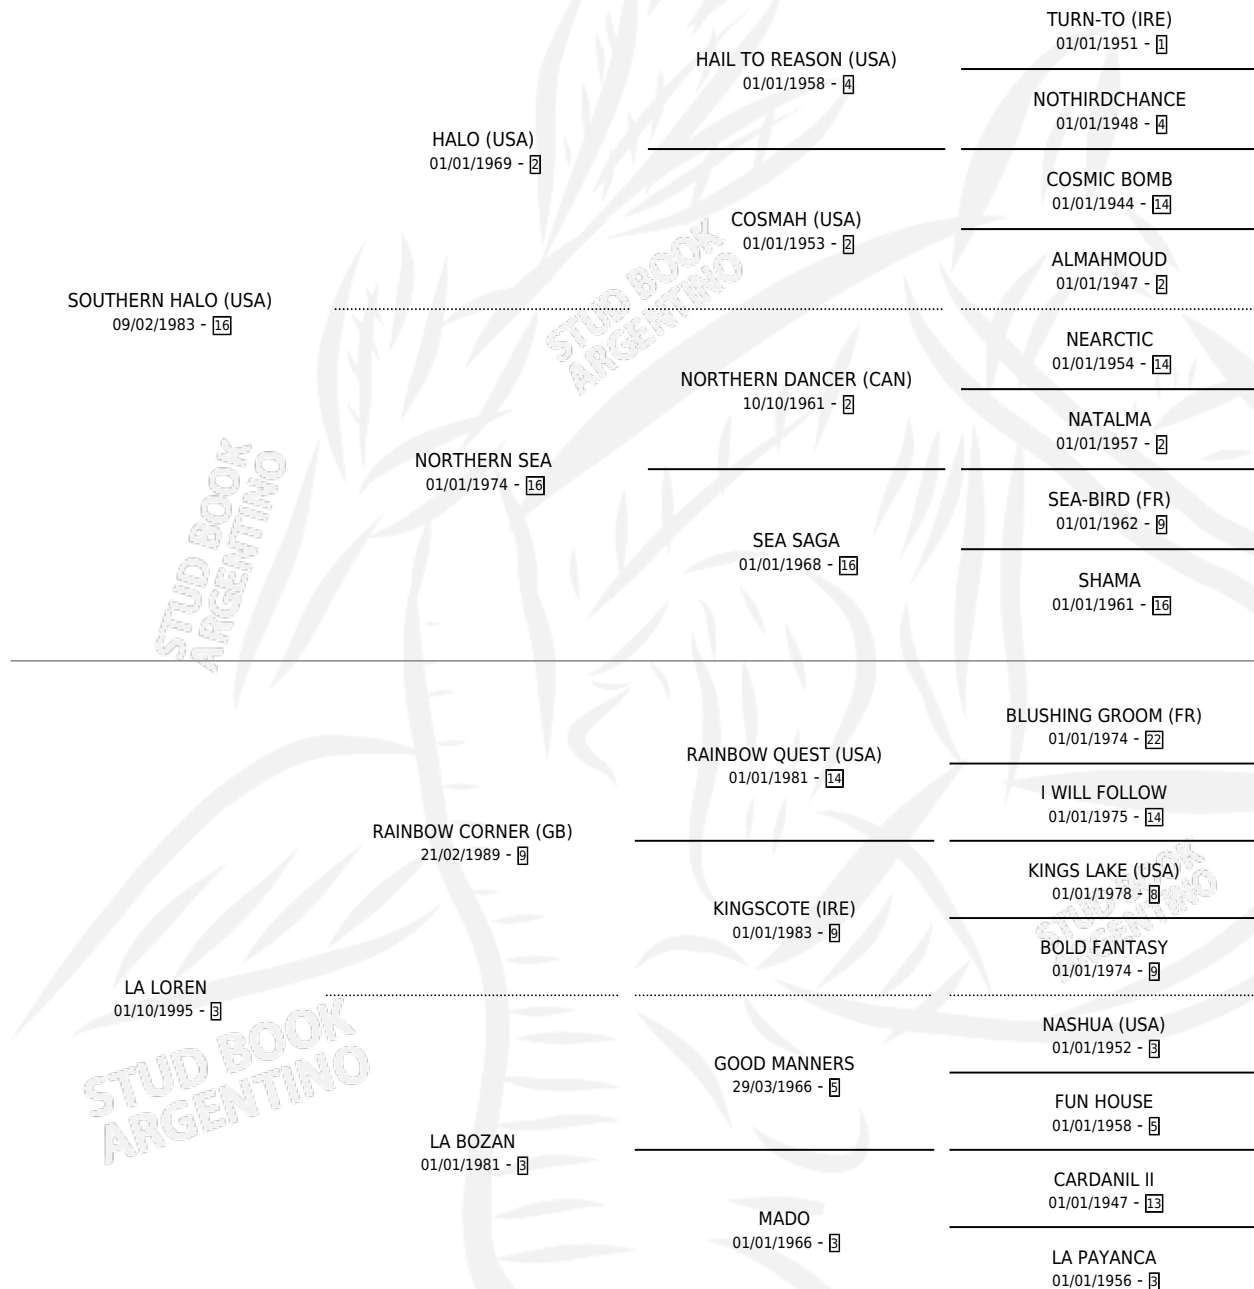 TURN-TO (IRE)
01/01/1951 - 1
HAIL TO REASON (USA)
01/01/1958 - 4
NOTHIRDCHANCE
01/01/1948 - 4
HALO (USA)
01/01/1969 - 2
COSMIC BOMB
01/01/1944 - 14
COSMAH (USA)
01/01/1953 - 2
ALMAHMOUD
01/01/1947 - 2
SOUTHERN HALO (USA)
09/02/1983 - 16
STUD BOOK
ARGENTINO
NEARCTIC
01/01/1954 - 14
NORTHERN DANCER (CAN)
10/10/1961 - 2
NATALMA
01/01/1957 - 2
NORTHERN SEA
01/01/1974 - 16
SEA-BIRD (FR)
01/01/1962 - 9
SEA SAGA
01/01/1968 - 16
SHAMA
01/01/1961 - 16
STUD BOOK
ARGENTINO
BLUSHING GROOM (FR)
01/01/1974 - 22
RAINBOW QUEST (USA)
01/01/1981 - 14
I WILL FOLLOW
01/01/1975 - 14
RAINBOW CORNER (GB)
21/02/1989 - 9
KINGS LAKE (USA)
01/01/1978 - 8
STUD BOOK
ARGENTINO
KINGSCOTE (IRE)
01/01/1983 - 9
BOLD FANTASY
01/01/1974 - 9
LA LOREN
01/10/1995 - 3
STUD BOOK
ARGENTINO
NASHUA (USA)
01/01/1952 - 3
GOOD MANNERS
29/03/1966 - 5
FUN HOUSE
01/01/1958 - 5
LA BOZAN
01/01/1981 - 3
CARDANIL II
01/01/1947 - 13
MADO
01/01/1966 - 3
LA PAYANCA
01/01/1956 - 3